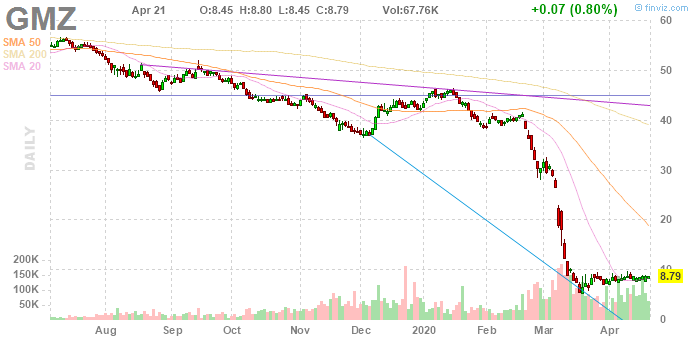 GMZ Apr 21 O:8.45 H:8.80 L:8.45 C:8.79 Vol:67.76K +0.07 (0.80%) © finviz.com
SMA 50
SMA 200
SMA 20
DAILY
60
50
40
30
20
10
8.79
0
200K
150K
100K
50K
Aug Sep Oct Nov Dec 2020 Feb Mar Apr